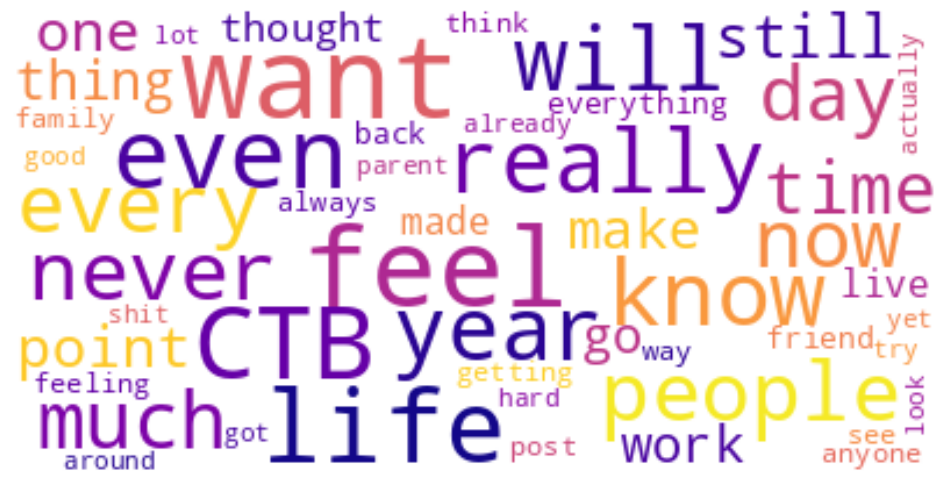 one
lot
thought
think
will
still
thing
want
everything
day
actually
family
even
back
already
good
parent
really
time
every
always
made
make
now
never
feel
know
live
shit
CTB
year
go
way
friend
yet
try
point
feeling
getting
people
look
much
got
life
hard
post
work
see
around
anyone